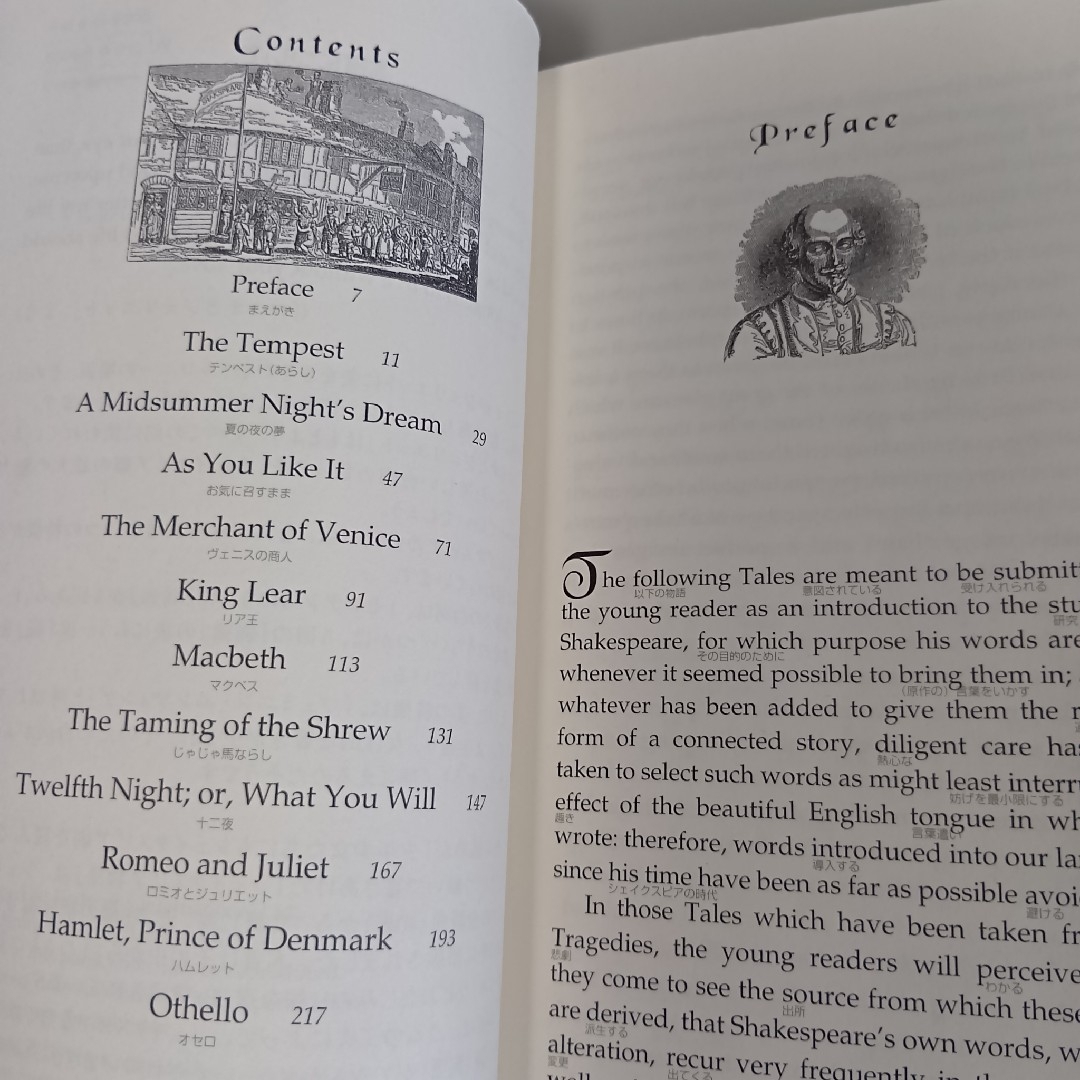 Contents
Preface 7
まえがき
The Tempest 11
テンペスト(あらし)
A Midsummer Night's Dream 29
夏の夜の夢
As You Like It 47
お気に召すまま
The Merchant of Venice 71
ヴェニスの商人
King Lear 91
リア王
Macbeth 113
マクベス
The Taming of the Shrew 131
じゃじゃ馬ならし
Twelfth Night; or, What You Will 147
十二夜
Romeo and Juliet 167
ロミオとジュリエット
Hamlet, Prince of Denmark 193
ハムレット
Othello 217
オセロ
Preface
The following Tales are meant to be submit
以下の物語 意図されている 受け入れられる
the young reader as an introduction to the stu
研究
Shakespeare, for which purpose his words are
その目的のために
whenever it seemed possible to bring them in;
(原作の) 言葉をいかす
whatever has been added to give them the
form of a connected story, diligent care has
熱心な
taken to select such words as might least interr
妨げを最小限にする
effect of the beautiful English tongue in wh
響き 言葉遣い
wrote: therefore, words introduced into our la
導入する
since his time have been as far as possible avoi
シェイクスピアの時代 避ける
In those Tales which have been taken fr
Tragedies, the young readers will perceive
悲劇 わかる
they come to see the source from which these
出所
are derived, that Shakespeare's own words, w
派生する
alteration, recur very frequently in
変更 出てくる